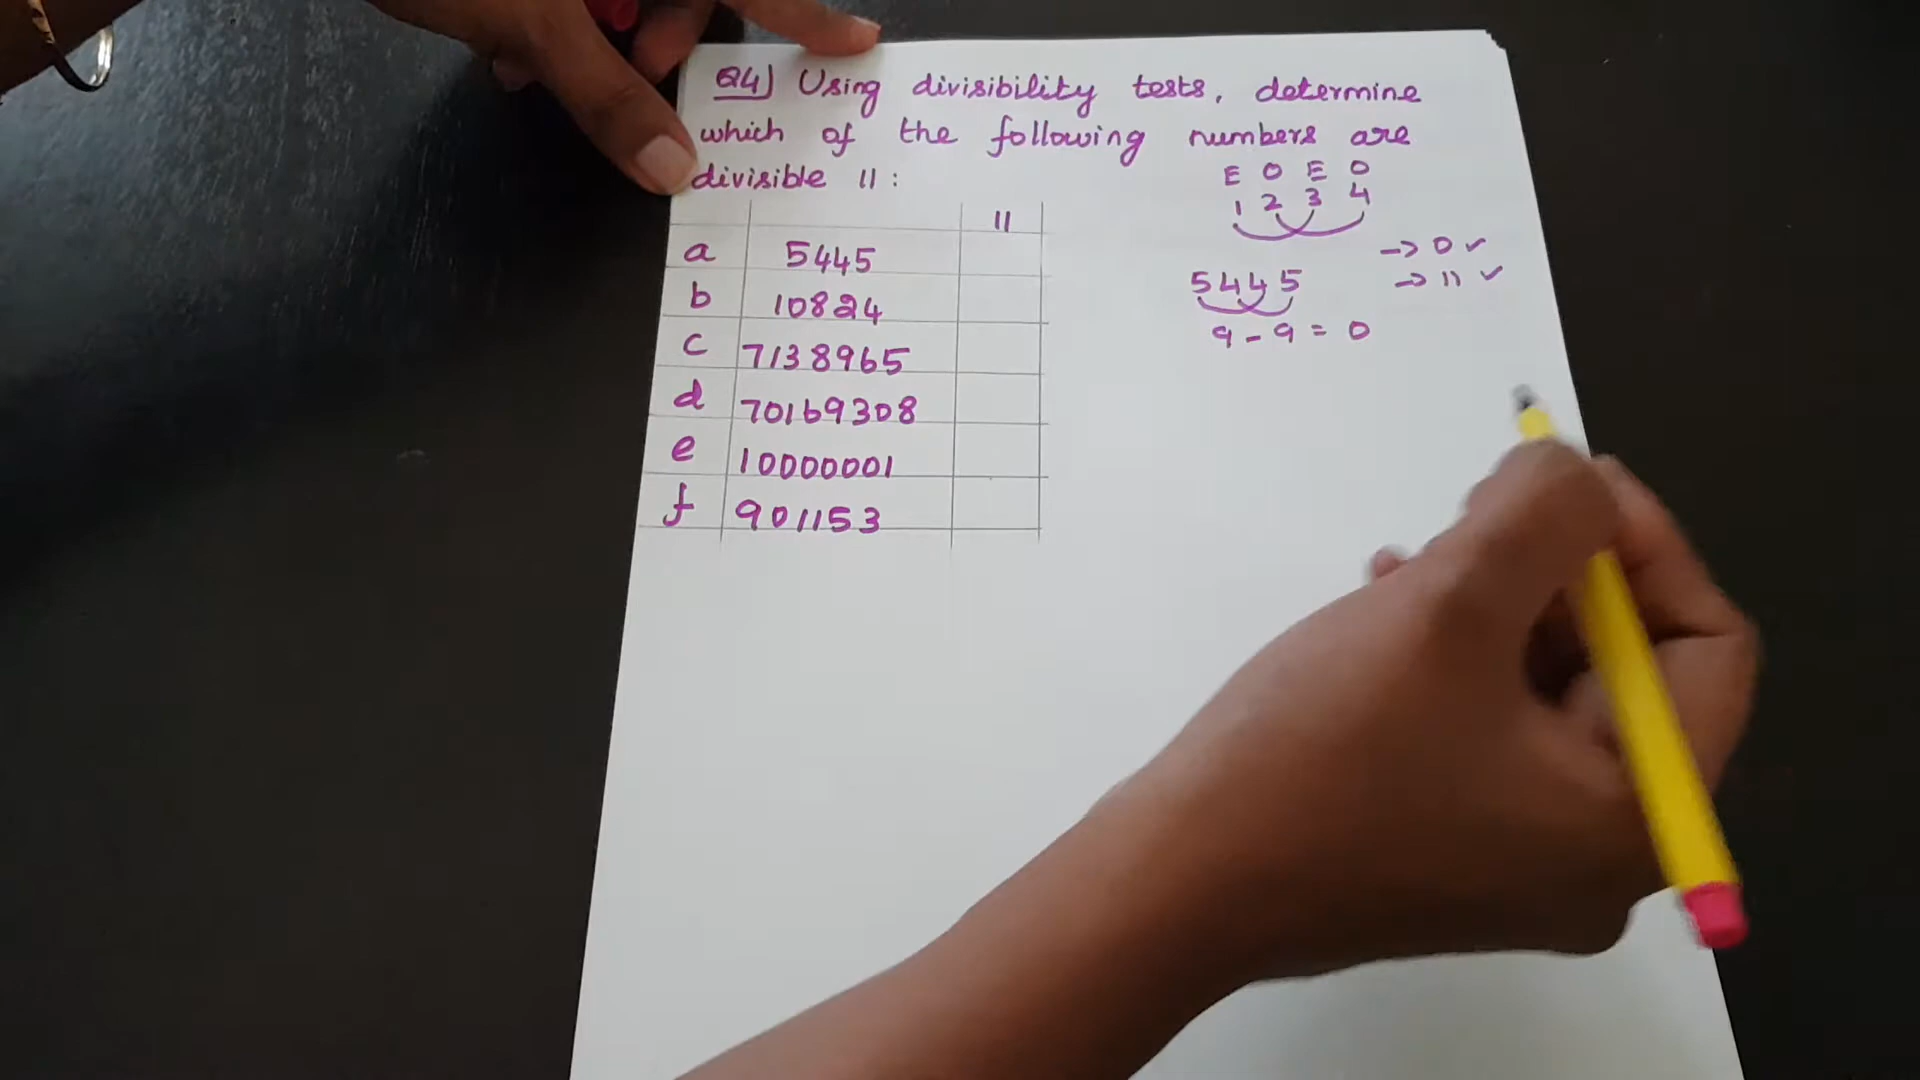 Q4) Using divisibility tests, determine
which of the following numbers are
divisible 11 :
11
a 5445
b 10824
c 7138965
d 70169308
e 10000001
f 901153
E O E O
1 2 3 4
→ 0 ✓
→ 11 ✓
5445
9 - 9 = 0